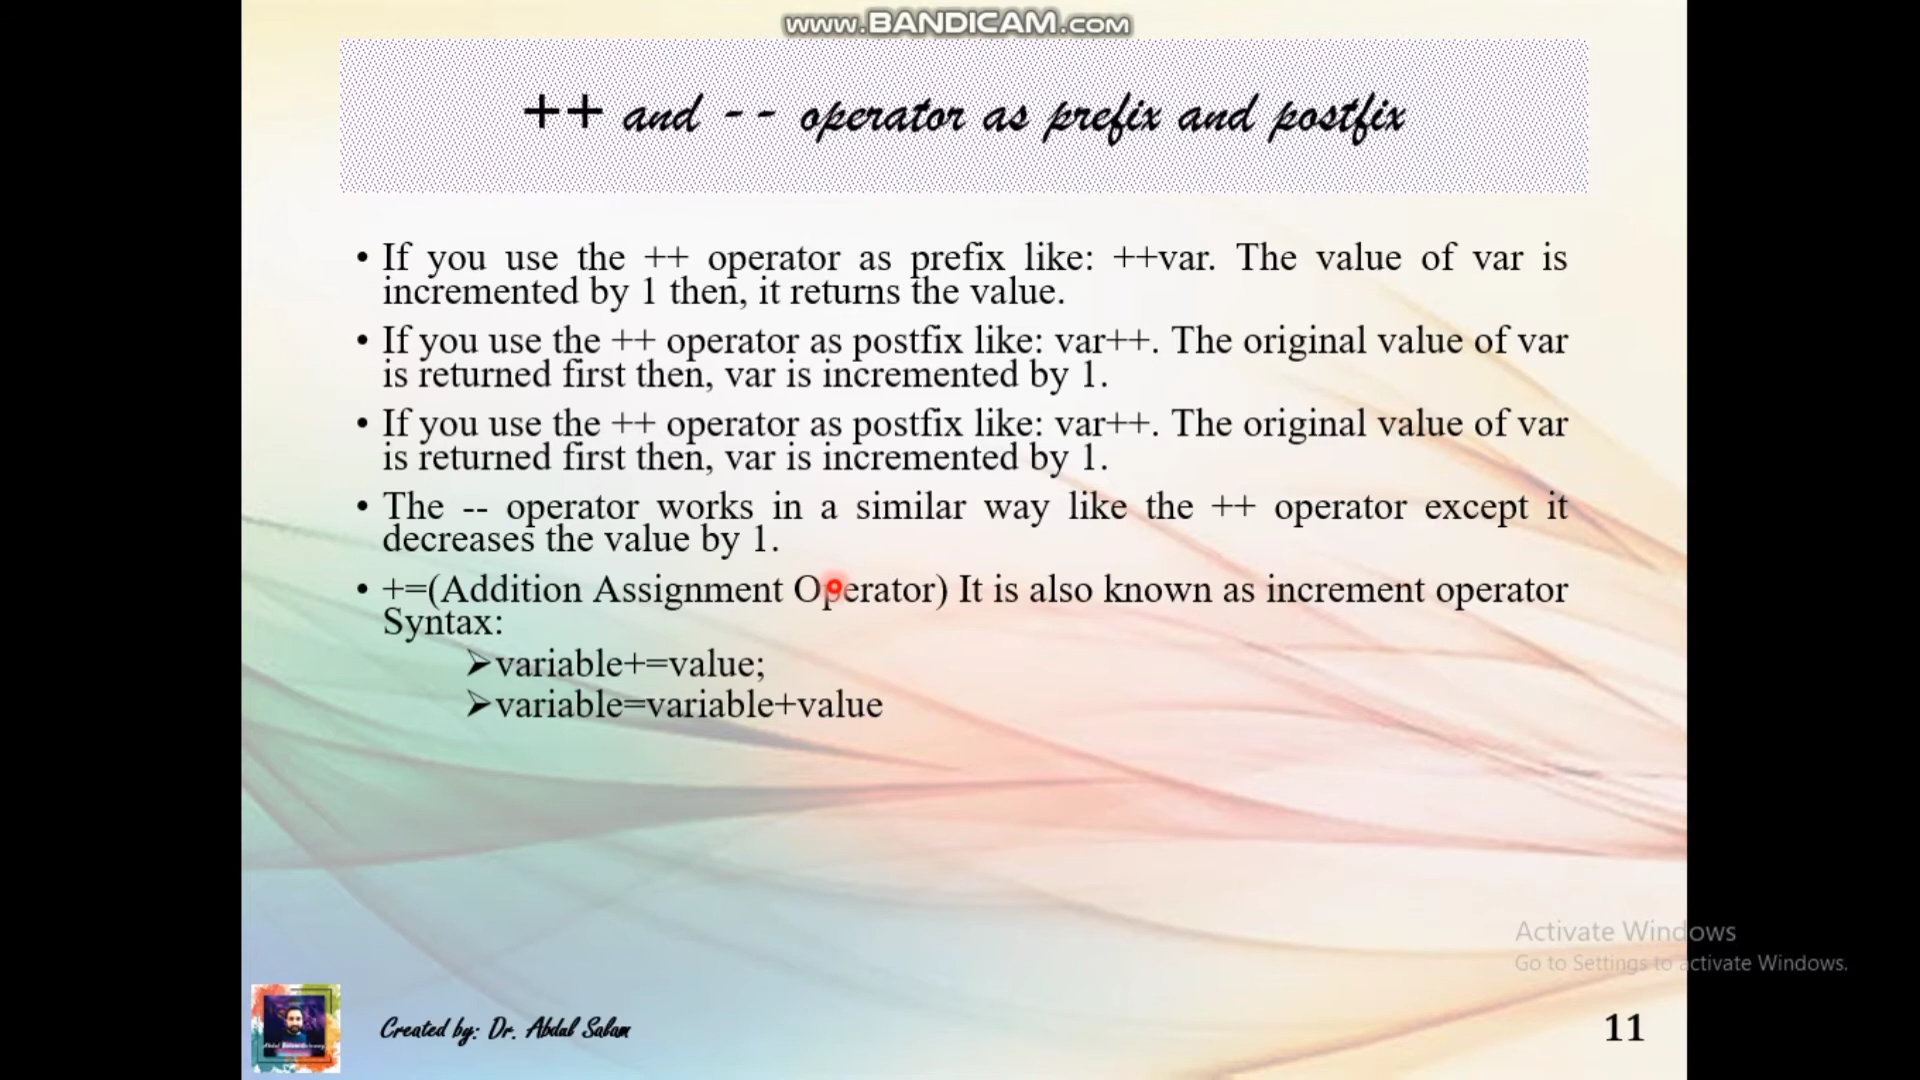 www.BANDICAM.com
++ and -- operator as prefix and postfix
• If you use the ++ operator as prefix like: ++var. The value of var is
incremented by 1 then, it returns the value.
• If you use the ++ operator as postfix like: var++. The original value of var
is returned first then, var is incremented by 1.
• If you use the ++ operator as postfix like: var++. The original value of var
is returned first then, var is incremented by 1.
• The -- operator works in a similar way like the ++ operator except it
decreases the value by 1.
• +=(Addition Assignment Operator) It is also known as increment operator
Syntax:
➢variable+=value;
➢variable=variable+value
Activate Windows
Go to Settings to activate Windows.
Created by: Dr. Abdul Salam
11